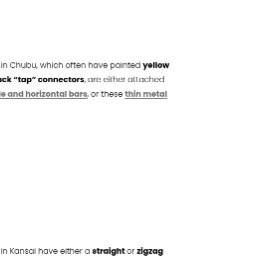 in Chubu, which often have painted yellow
ack "tap" connectors, are either attached
e and horizontal bars, or these thin metal
in Kansai have either a straight or zigzag